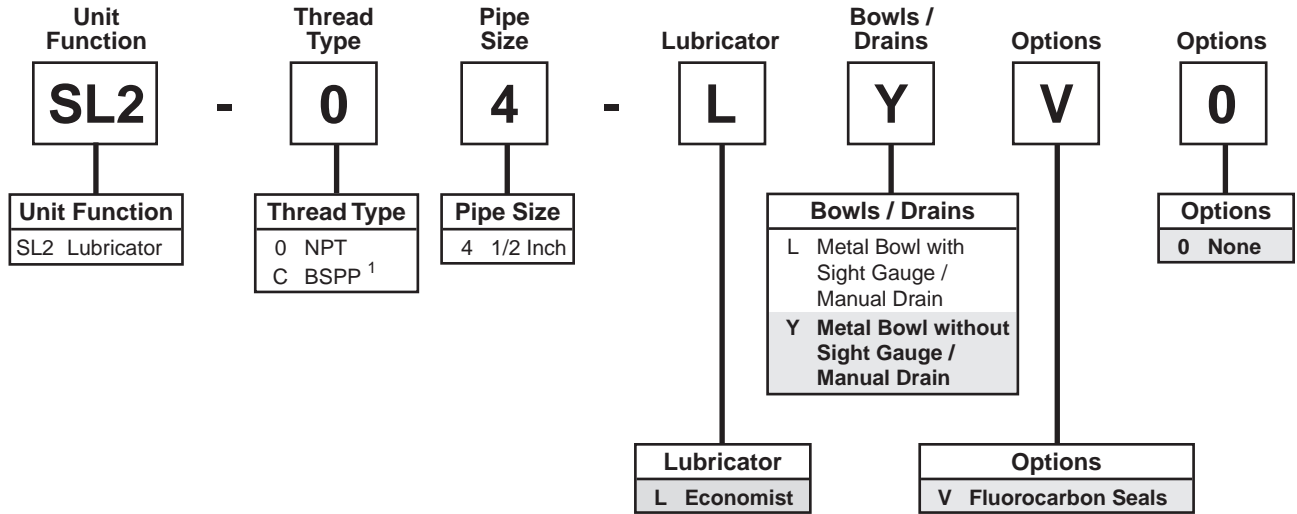 Unit
Function
Thread
Type
Pipe
Size
Lubricator
Bowls /
Drains
Options
Options
SL2 - 0 4 - L Y V 0
Unit Function
SL2 Lubricator
Thread Type
0 NPT
C BSPP 1
Pipe Size
4 1/2 Inch
Bowls / Drains
L Metal Bowl with
Sight Gauge /
Manual Drain
Y Metal Bowl without
Sight Gauge /
Manual Drain
Options
0 None
Lubricator
L Economist
Options
V Fluorocarbon Seals